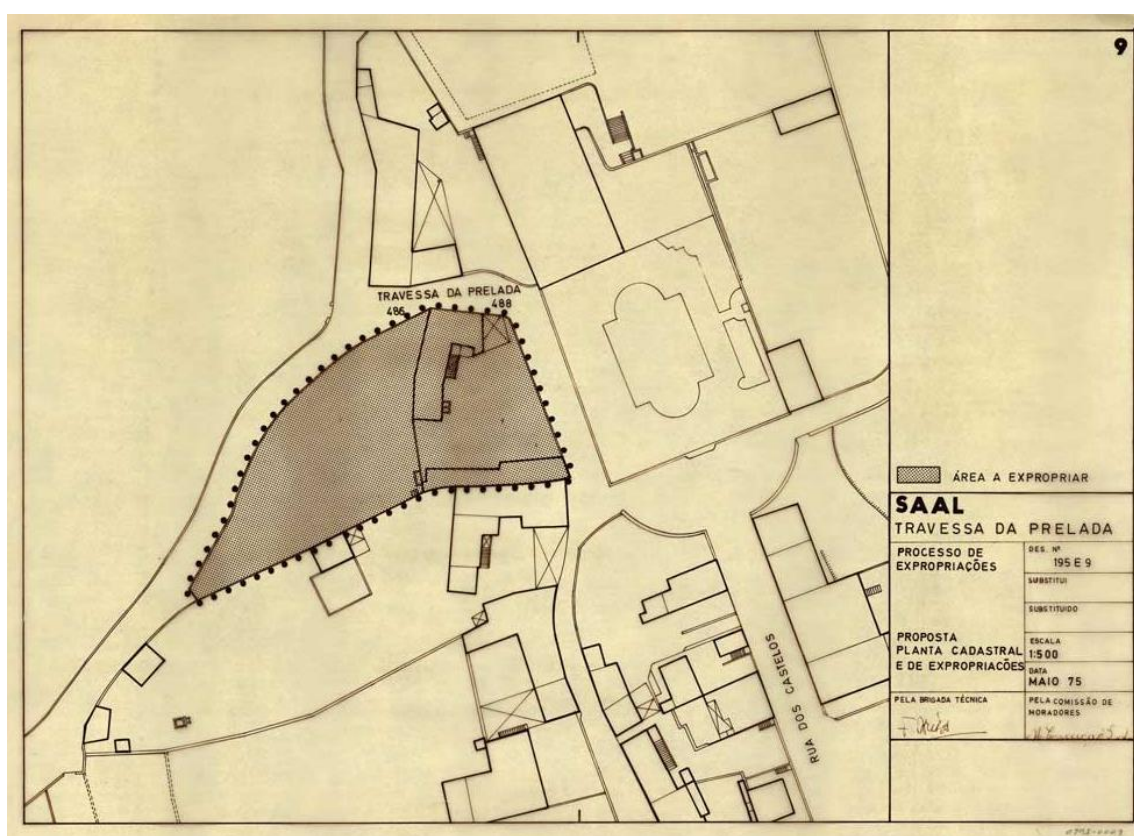 9
TRAVESSA DA PRELADA
486
488
RUA DOS CASTELOS
ÁREA A EXPROPRIAR
SAAL
TRAVESSA DA PRELADA
PROCESSO DE
EXPROPRIAÇÕES
DES. Nº
195 E 9
SUBSTITUI
SUBSTITUIDO
PROPOSTA
PLANTA CADASTRAL
E DE EXPROPRIACÕES
ESCALA
1:500
DATA
MAIO 75
PELA BRIGADA TÉCNICA
PELA COMISSÃO DE
MORADORES